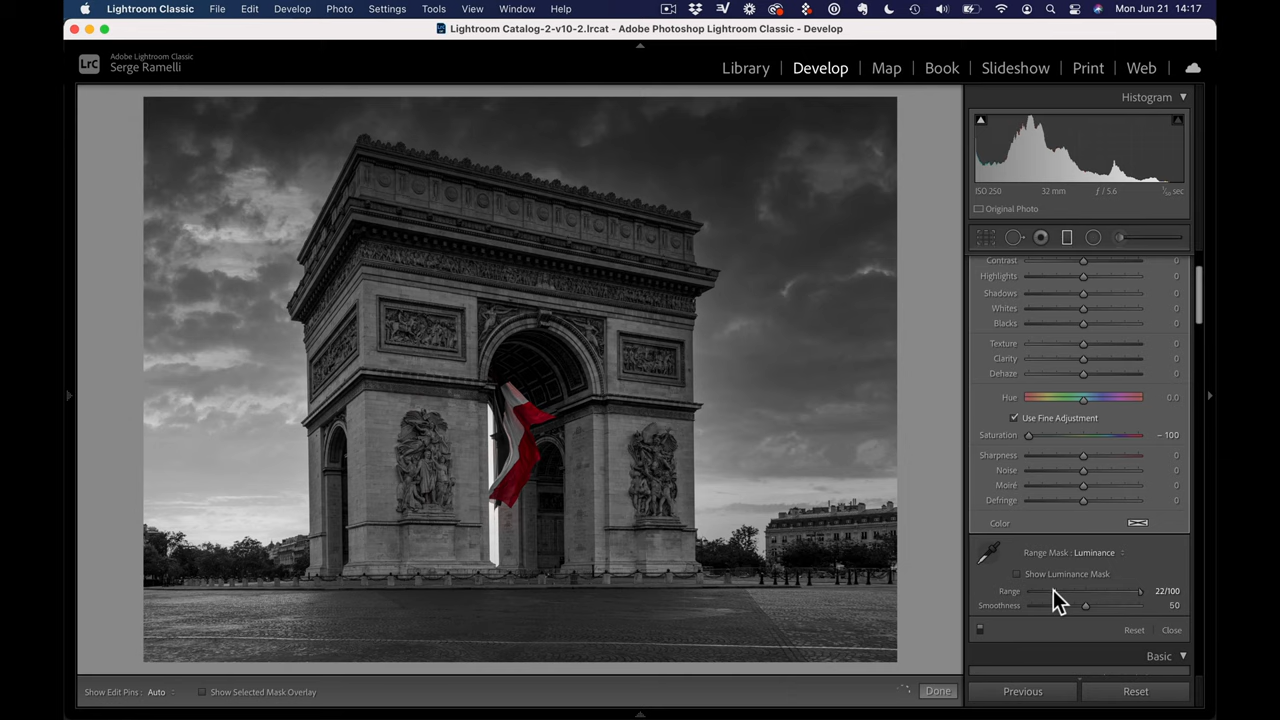 Lightroom Classic File Edit Develop Photo Settings Tools View Window Help Mon Jun 21 14:17
Lightroom Catalog-2-v10-2.lrcat - Adobe Photoshop Lightroom Classic - Develop
LrC
Adobe Lightroom Classic
Serge Ramelli
Library | Develop | Map | Book | Slideshow | Print | Web
Histogram
ISO 250 32 mm ƒ / 5.6 sec
Original Photo
Contrast 0
Highlights 0
Shadows 0
Whites 0
Blacks 0
Texture 0
Clarity 0
Dehaze 0
Hue 0.0
Use Fine Adjustment
Saturation – 100
Sharpness 0
Noise 0
Moiré 0
Defringe 0
Color
Range Mask : Luminance
Show Luminance Mask
Range 22/100
Smoothness 50
Reset Close
Basic
Show Edit Pins : Auto Show Selected Mask Overlay Done Previous Reset